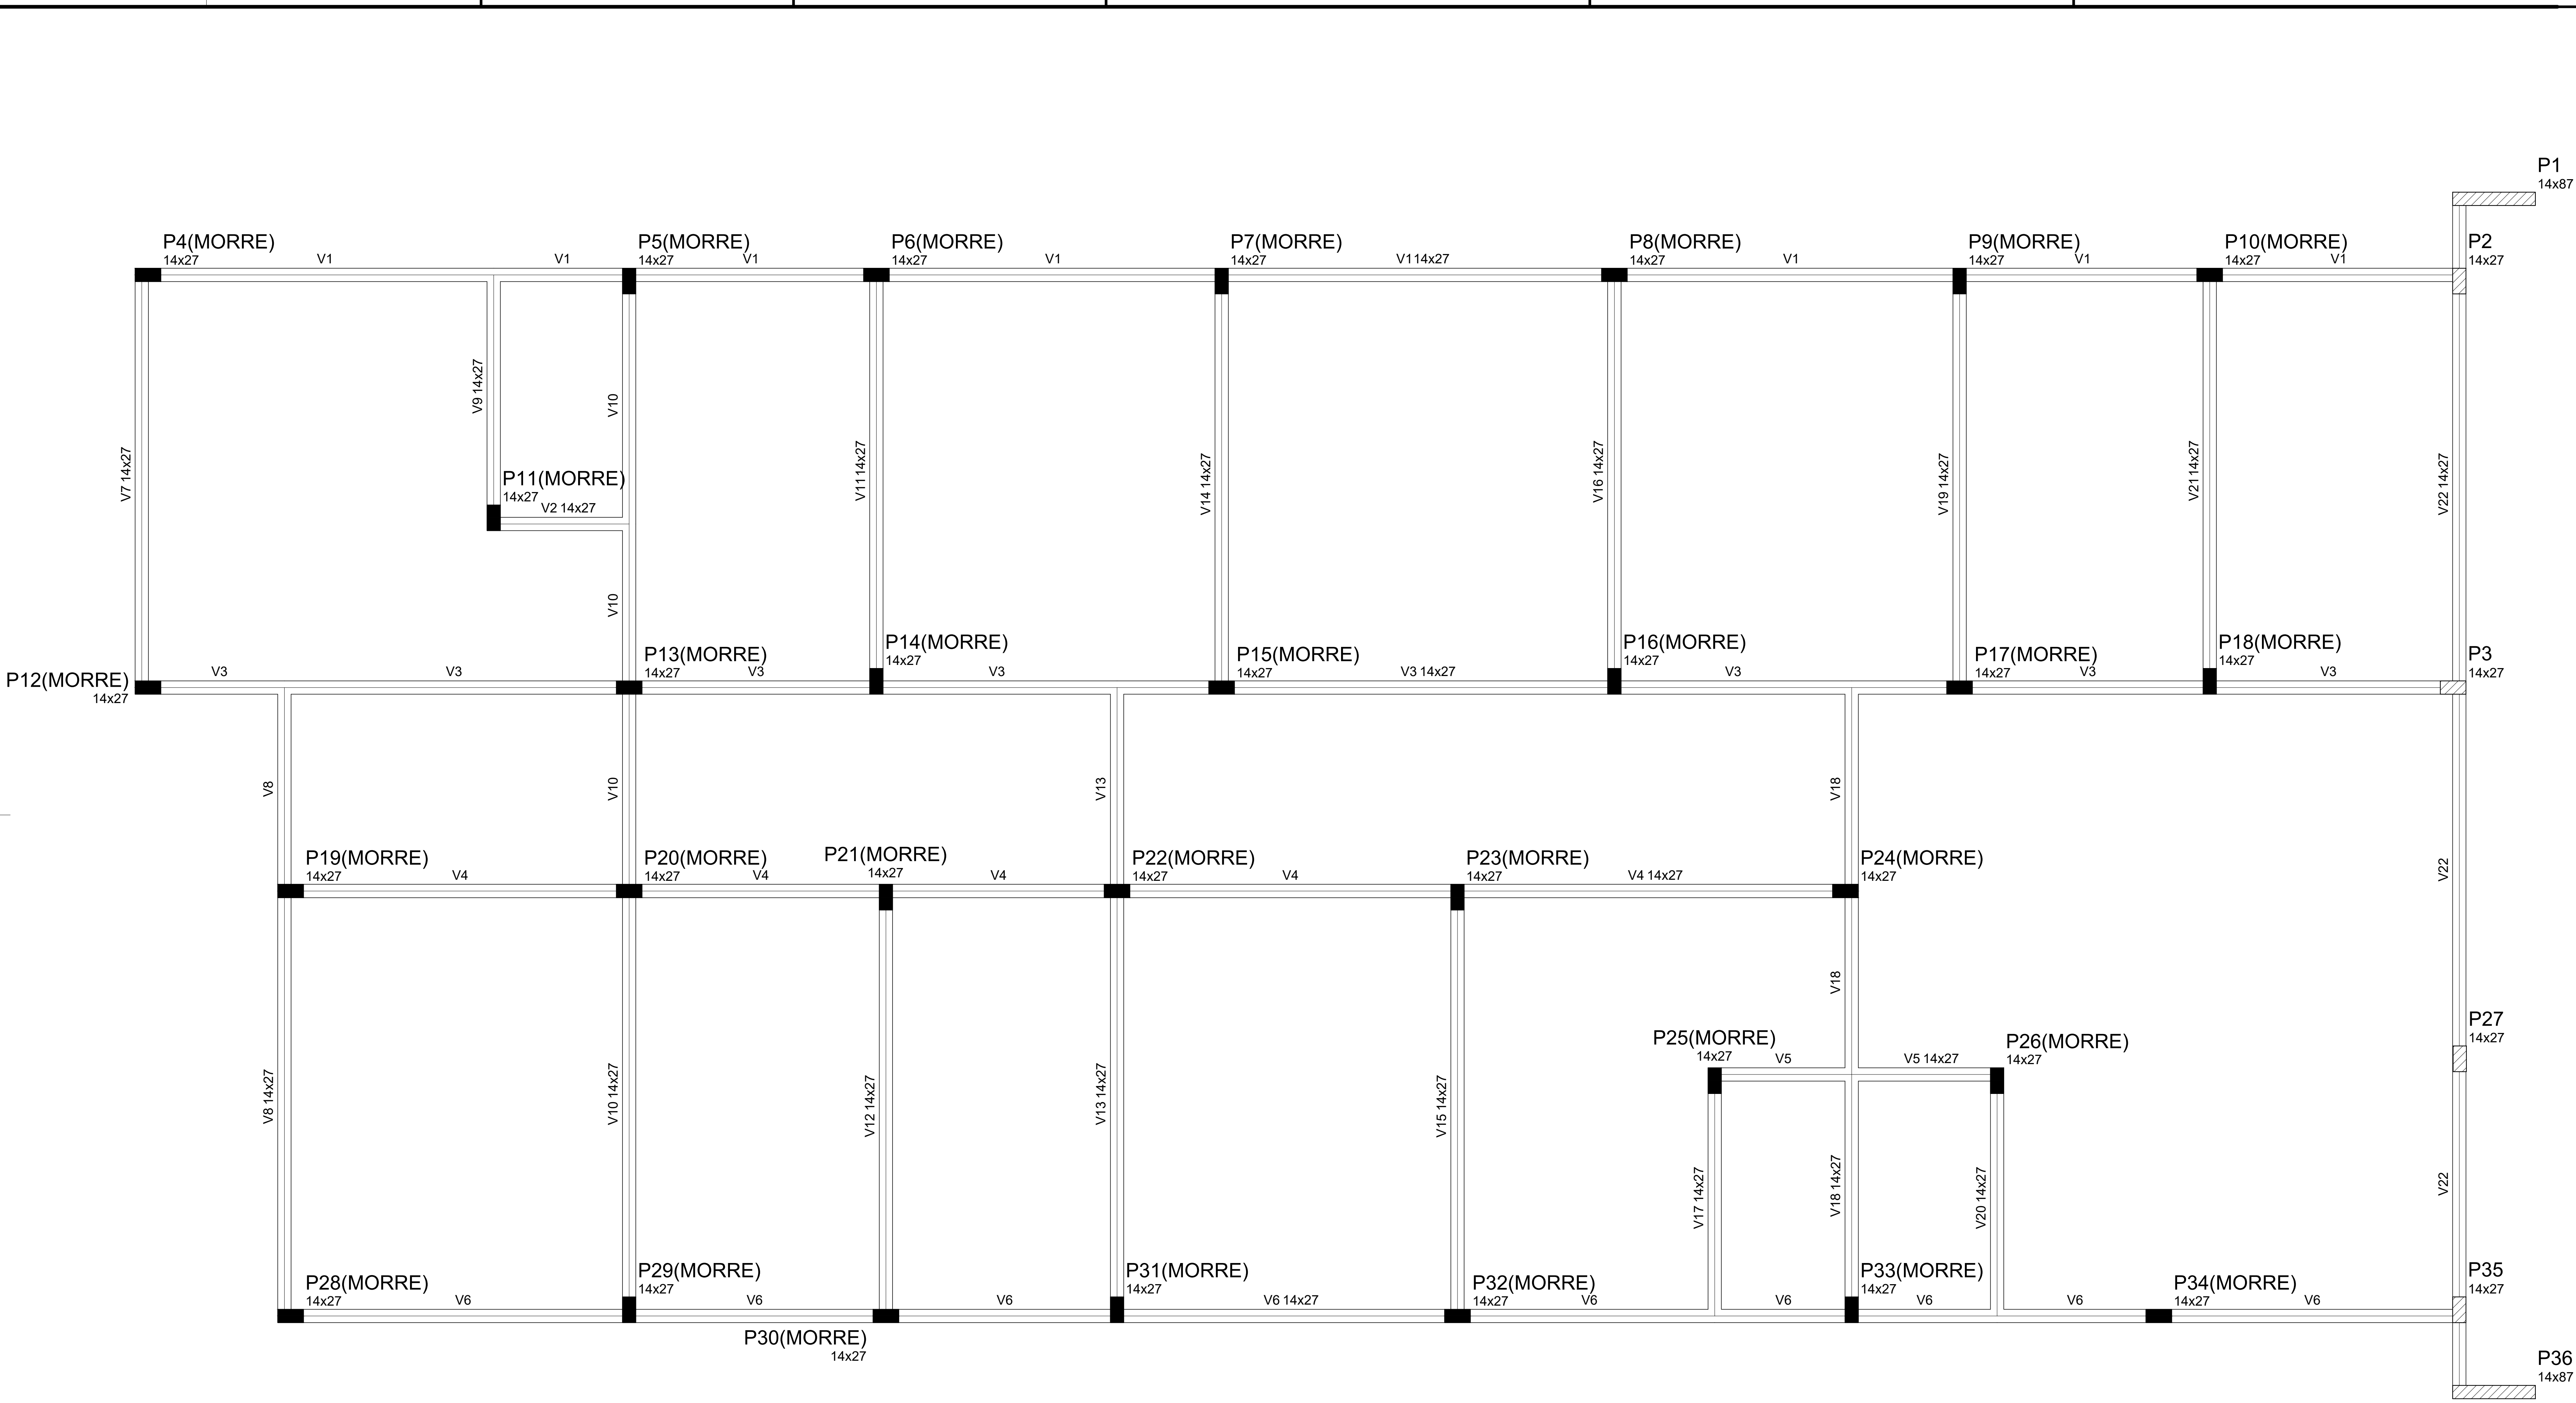 P1
14x87
P4(MORRE)
14x27
V1
V1
P5(MORRE)
14x27
V1
P6(MORRE)
14x27
V1
P7(MORRE)
14x27
V1 14x27
P8(MORRE)
14x27
V1
P9(MORRE)
14x27
V1
P10(MORRE)
14x27
V1
P2
14x27
V9 14x27
V10
V7 14x27
P11(MORRE)
14x27
V2 14x27
V11 14x27
V14 14x27
V16 14x27
V19 14x27
V21 14x27
V22 14x27
V10
P12(MORRE)
14x27
V3
V3
P13(MORRE)
14x27
V3
P14(MORRE)
14x27
V3
P15(MORRE)
14x27
V3 14x27
P16(MORRE)
14x27
V3
P17(MORRE)
14x27
V3
P18(MORRE)
14x27
V3
P3
14x27
V8
V10
V13
V18
P19(MORRE)
14x27
V4
P20(MORRE)
14x27
V4
P21(MORRE)
14x27
V4
P22(MORRE)
14x27
V4
P23(MORRE)
14x27
V4 14x27
P24(MORRE)
14x27
V22
V18
P25(MORRE)
14x27
V5
V5 14x27
P26(MORRE)
14x27
P27
14x27
V8 14x27
V10 14x27
V12 14x27
V13 14x27
V15 14x27
V17 14x27
V18 14x27
V20 14x27
V22
P28(MORRE)
14x27
V6
P29(MORRE)
14x27
V6
P30(MORRE)
14x27
V6
P31(MORRE)
14x27
V6 14x27
P32(MORRE)
14x27
V6
V6
P33(MORRE)
14x27
V6
V6
P34(MORRE)
14x27
V6
P35
14x27
P36
14x87